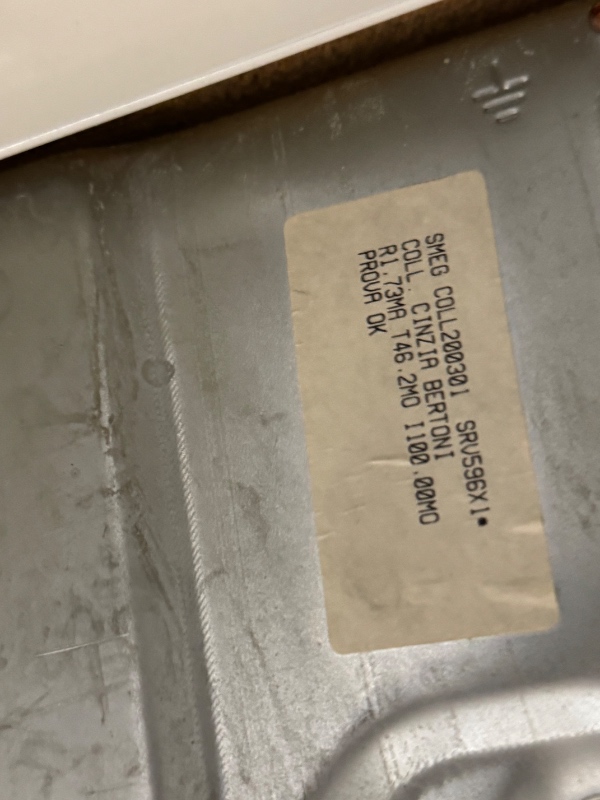 SMEG COLL200301 SRV596X1•
COLL. CINZIA BERTONI
R1.73MA T46.2MO I100.00MO
PROVA OK